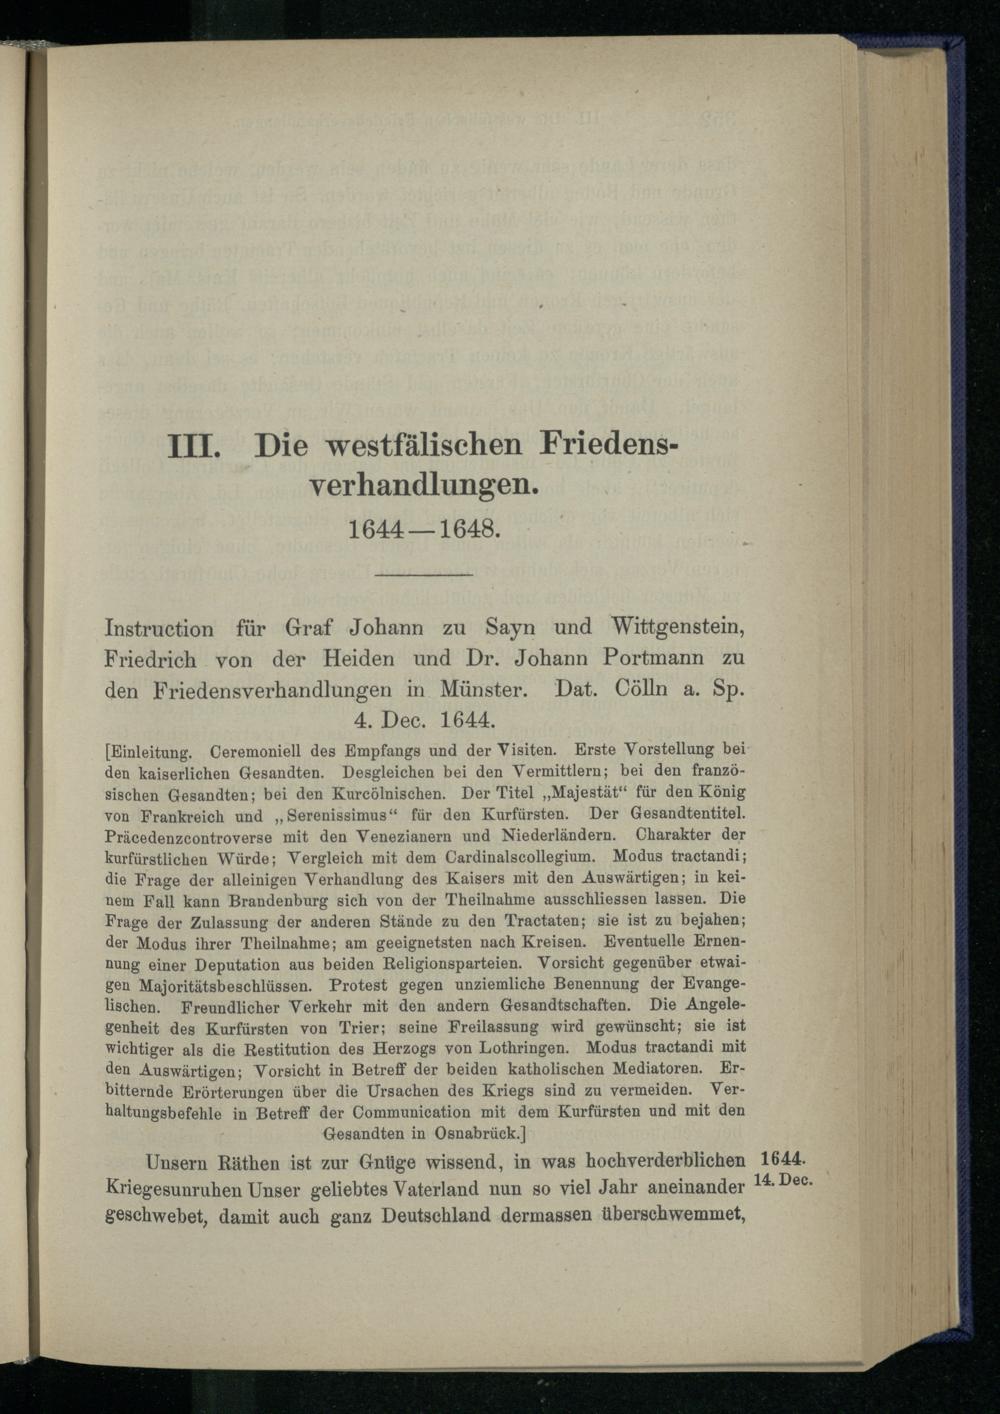 III. Die westfälischen Friedens-
verhandlungen.
1644—1648.
Instruction für Graf Johann zu Sayn und Wittgenstein,
Friedrich von der Heiden und Dr. Johann Portmann zu
den Friedensverhandlungen in Münster. Dat. Cölln a. Sp.
4. Dec. 1644.
[Einleitung. Ceremoniell des Empfangs und der Visiten. Erste Vorstellung bei
den kaiserlichen Gesandten. Desgleichen bei den Vermittlern; bei den franzö-
sischen Gesandten; bei den Kurcölnischen. Der Titel „Majestät“ für den König
von Frankreich und „Serenissimus“ für den Kurfürsten. Der Gesandtentitel.
Präcedenzcontroverse mit den Venezianern und Niederländern. Charakter der
kurfürstlichen Würde; Vergleich mit dem Cardinalscollegium. Modus tractandi;
die Frage der alleinigen Verhandlung des Kaisers mit den Auswärtigen; in kei-
nem Fall kann Brandenburg sich von der Theilnahme ausschliessen lassen. Die
Frage der Zulassung der anderen Stände zu den Tractaten; sie ist zu bejahen;
der Modus ihrer Theilnahme; am geeignetsten nach Kreisen. Eventuelle Ernen-
nung einer Deputation aus beiden Religionsparteien. Vorsicht gegenüber etwai-
gen Majoritätsbeschlüssen. Protest gegen unziemliche Benennung der Evange-
lischen. Freundlicher Verkehr mit den andern Gesandtschaften. Die Angele-
genheit des Kurfürsten von Trier; seine Freilassung wird gewünscht; sie ist
wichtiger als die Restitution des Herzogs von Lothringen. Modus tractandi mit
den Auswärtigen; Vorsicht in Betreff der beiden katholischen Mediatoren. Er-
bitternde Erörterungen über die Ursachen des Kriegs sind zu vermeiden. Ver-
haltungsbefehle in Betreff der Communication mit dem Kurfürsten und mit den
Gesandten in Osnabrück.]
Unsern Räthen ist zur Gnüge wissend, in was hochverderblichen 1644.
Kriegesunruhen Unser geliebtes Vaterland nun so viel Jahr aneinander 14. Dec.
geschwebet, damit auch ganz Deutschland dermassen überschwemmet,